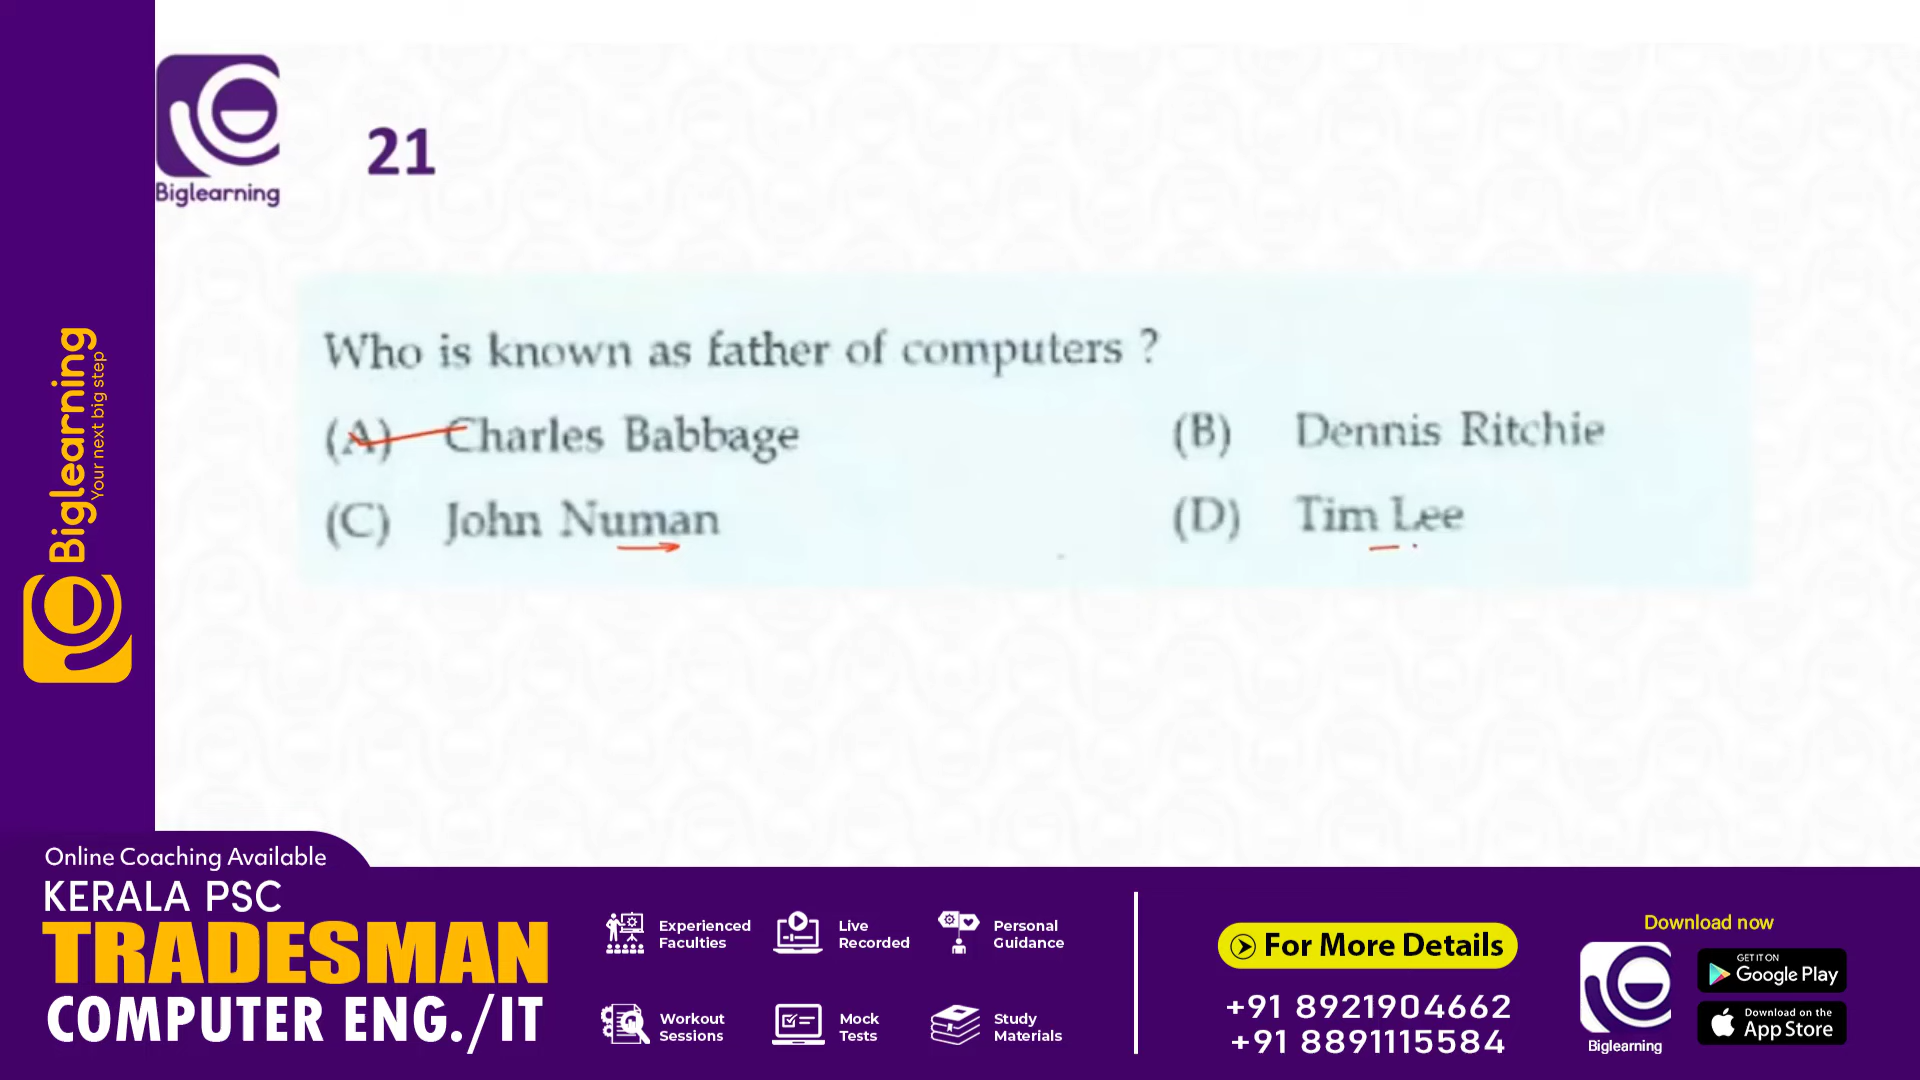 Biglearning
21
Who is known as father of computers ?
(A) Charles Babbage (B) Dennis Ritchie
(C) John Numan (D) Tim Lee
Biglearning
Your next big step
Online Coaching Available
KERALA PSC
TRADESMAN
COMPUTER ENG./IT
Experienced
Faculties
Live
Recorded
Personal
Guidance
Workout
Sessions
Mock
Tests
Study
Materials
For More Details
+91 8921904662
+91 8891115584
Download now
Biglearning
GET IT ON
Google Play
Download on the
App Store